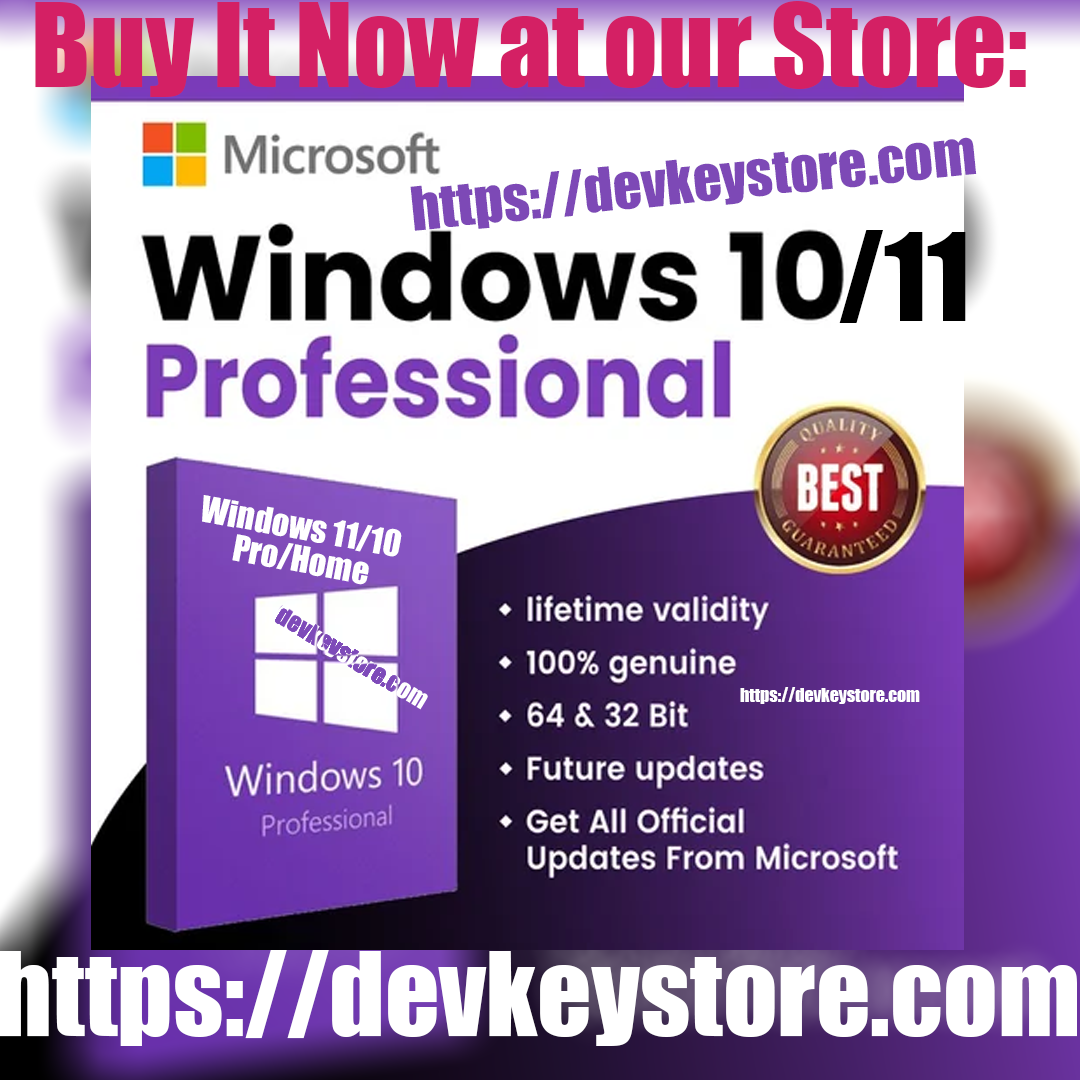 Buy It Now at our Store:
Microsoft
https://devkeystore.com
Windows 10/11
Professional
QUALITY
BEST
GUARANTEED
Windows 11/10
Pro/Home
devkeystore.com
Windows 10
Professional
lifetime validity
100% genuine
https://devkeystore.com
64 & 32 Bit
Future updates
Get All Official
Updates From Microsoft
https://devkeystore.com